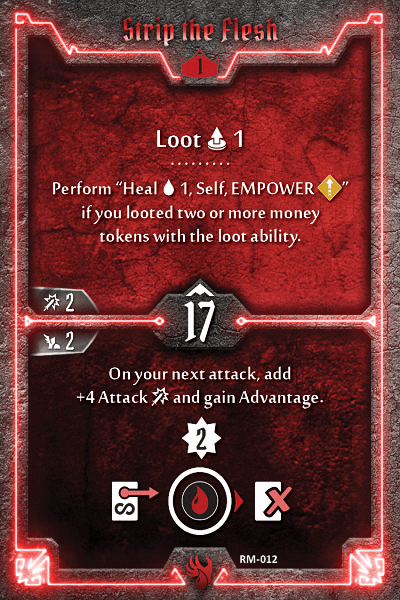 Strip the Flesh
1
Loot 1
Perform “Heal 1, Self, EMPOWER ”
if you looted two or more money
tokens with the loot ability.
2
17
2
On your next attack, add
+4 Attack and gain Advantage.
2
S
RM-012